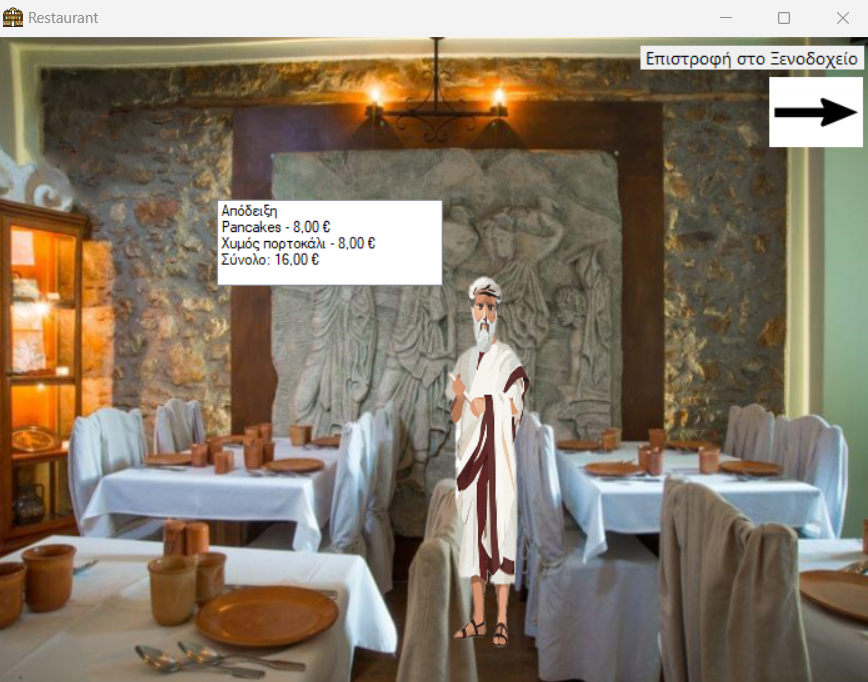 Restaurant
Επιστροφή στο Ξενοδοχείο
Απόδειξη
Pancakes - 8,00 €
Χυμός πορτοκάλι - 8,00 €
Σύνολο: 16,00 €